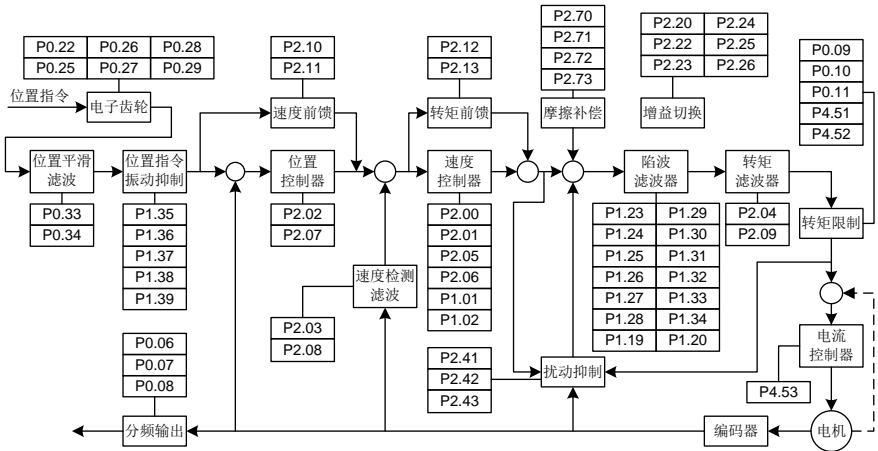 P0.22 P0.26 P0.28
P0.25 P0.27 P0.29
位置指令
电子齿轮
P2.10
P2.11
速度前馈
P2.12
P2.13
转矩前馈
P2.70
P2.71
P2.72
P2.73
摩擦补偿
P2.20 P2.24
P2.22 P2.25
P2.23 P2.26
增益切换
P0.09
P0.10
P0.11
P4.51
P4.52
位置平滑
滤波
P0.33
P0.34
位置指令
振动抑制
P1.35
P1.36
P1.37
P1.38
P1.39
位置
控制器
P2.02
P2.07
速度
控制器
P2.00
P2.01
P2.05
P2.06
P1.01
P1.02
陷波
滤波器
P1.23 P1.29
P1.24 P1.30
P1.25 P1.31
P1.26 P1.32
P1.27 P1.33
P1.28 P1.34
P1.19 P1.20
转矩
滤波器
P2.04
P2.09
转矩限制
速度检测
滤波
P2.03
P2.08
P0.06
P0.07
P0.08
分频输出
P2.41
P2.42
P2.43
扰动抑制
电流
控制器
P4.53
编码器
电机